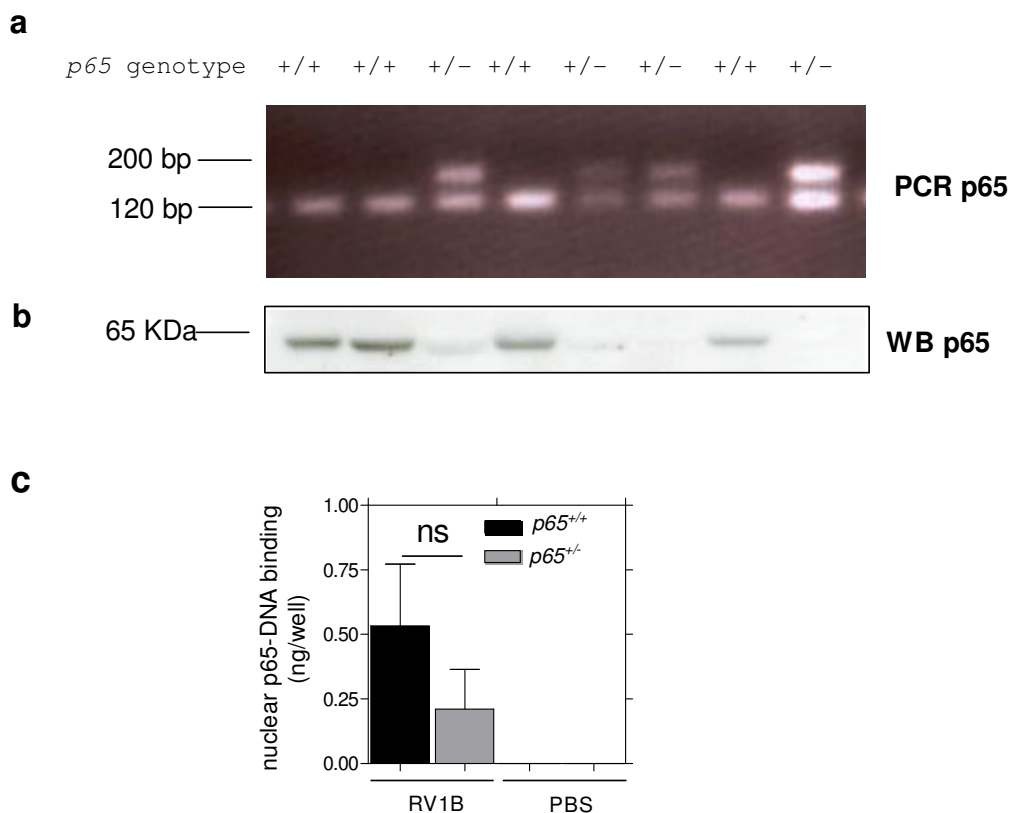 a
p65 genotype +/+ +/+ +/- +/+ +/- +/- +/+ +/-
200 bp
120 bp
PCR p65
b
65 KDa
WB p65
c
nuclear p65-DNA binding
(ng/well)
1.00
0.75
0.50
0.25
0.00
ns
p65+/+
p65+/-
RV1B
PBS